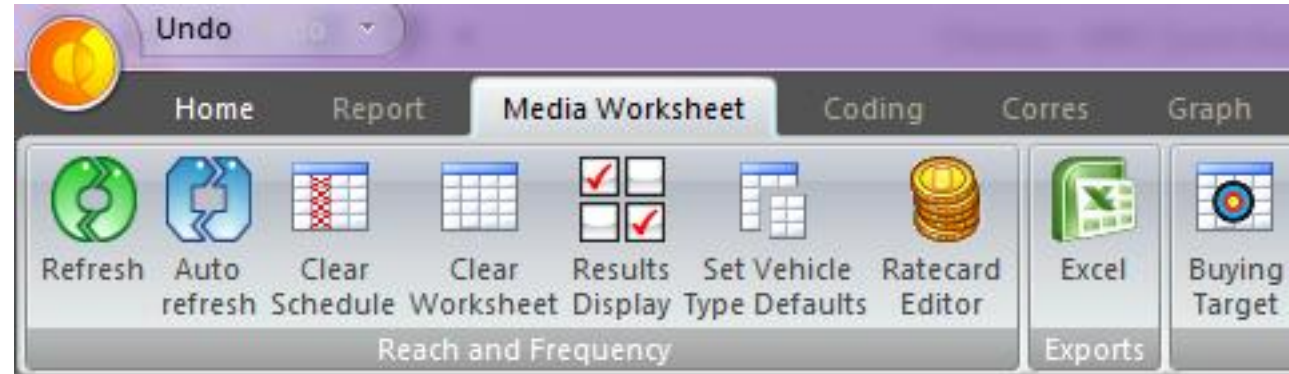 Undo
Home Report Media Worksheet Coding Corres Graph
Refresh Auto refresh Clear Schedule Clear Worksheet Results Display Set Vehicle Type Defaults Ratecard Editor Excel Buying Target
Reach and Frequency Exports